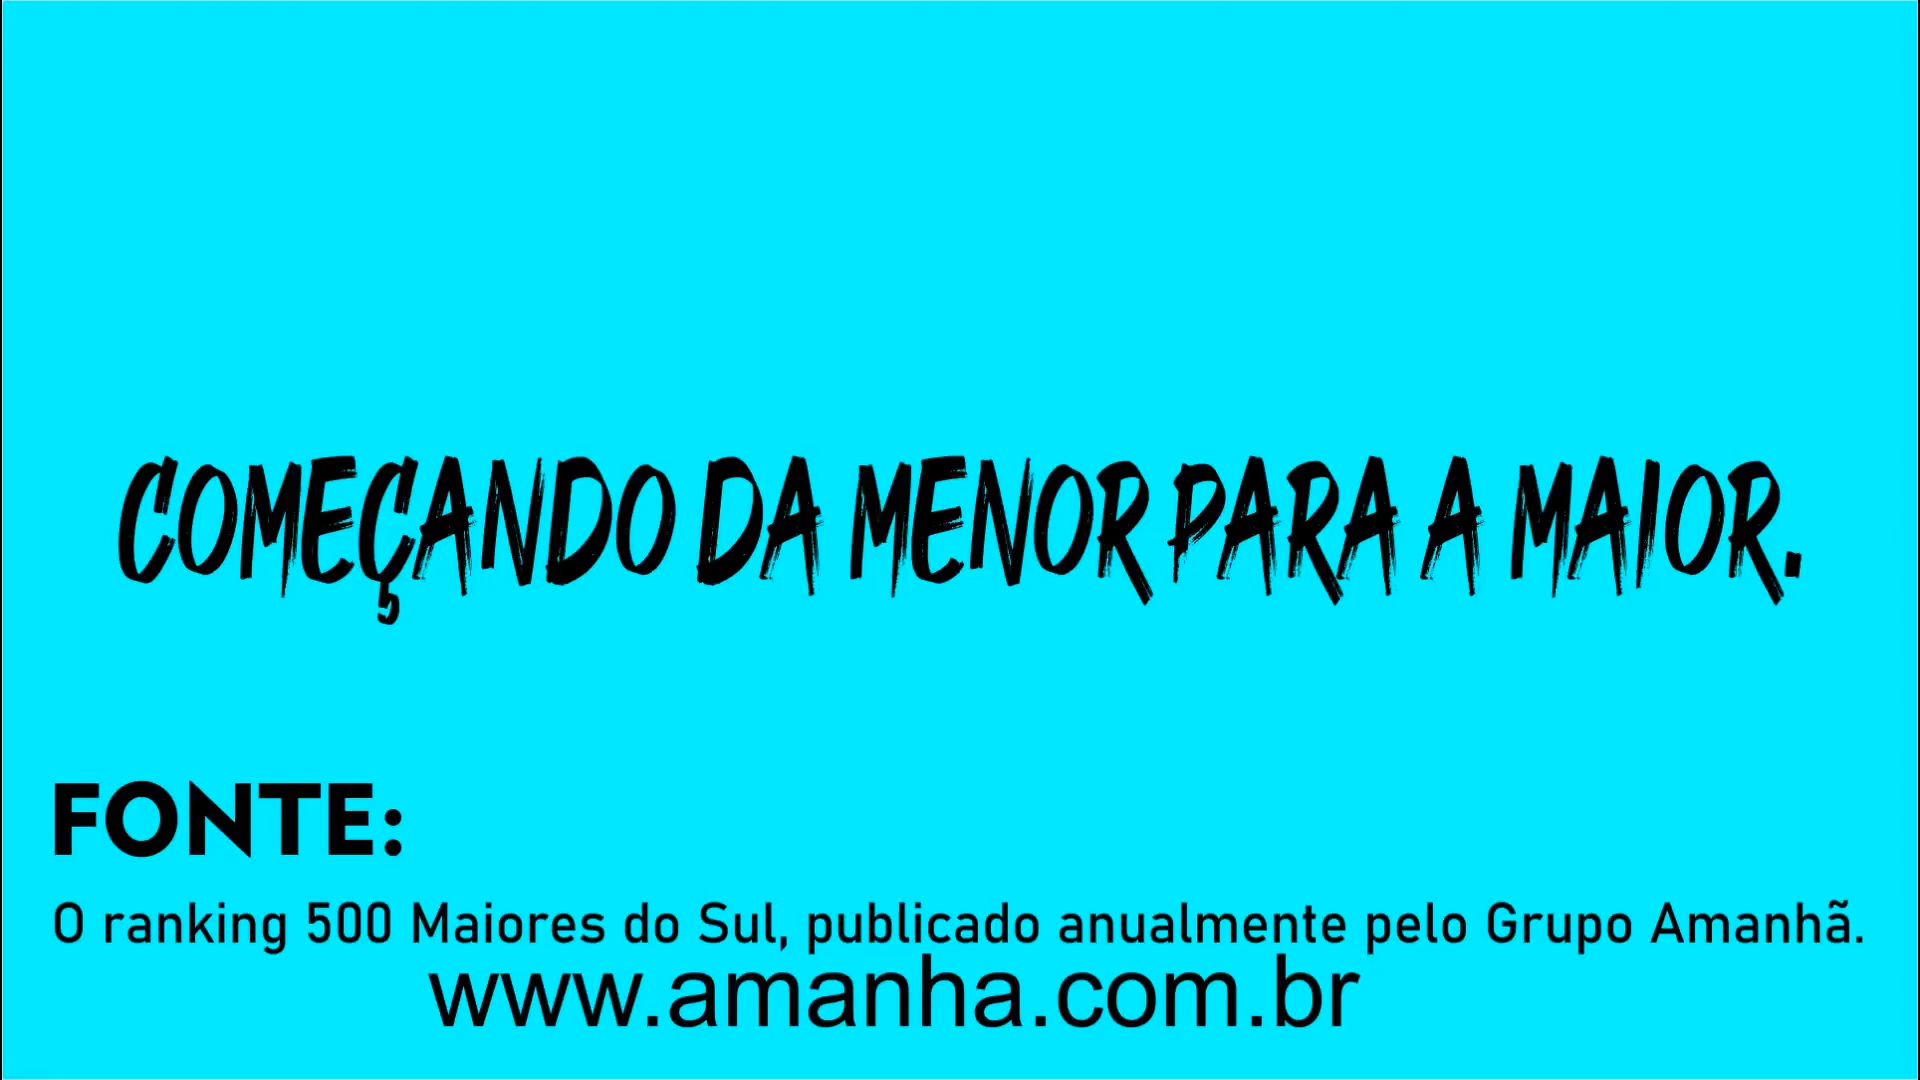 COMEÇANDO DA MENOR PARA A MAIOR.
FONTE:
O ranking 500 Maiores do Sul, publicado anualmente pelo Grupo Amanhã.
www.amanha.com.br